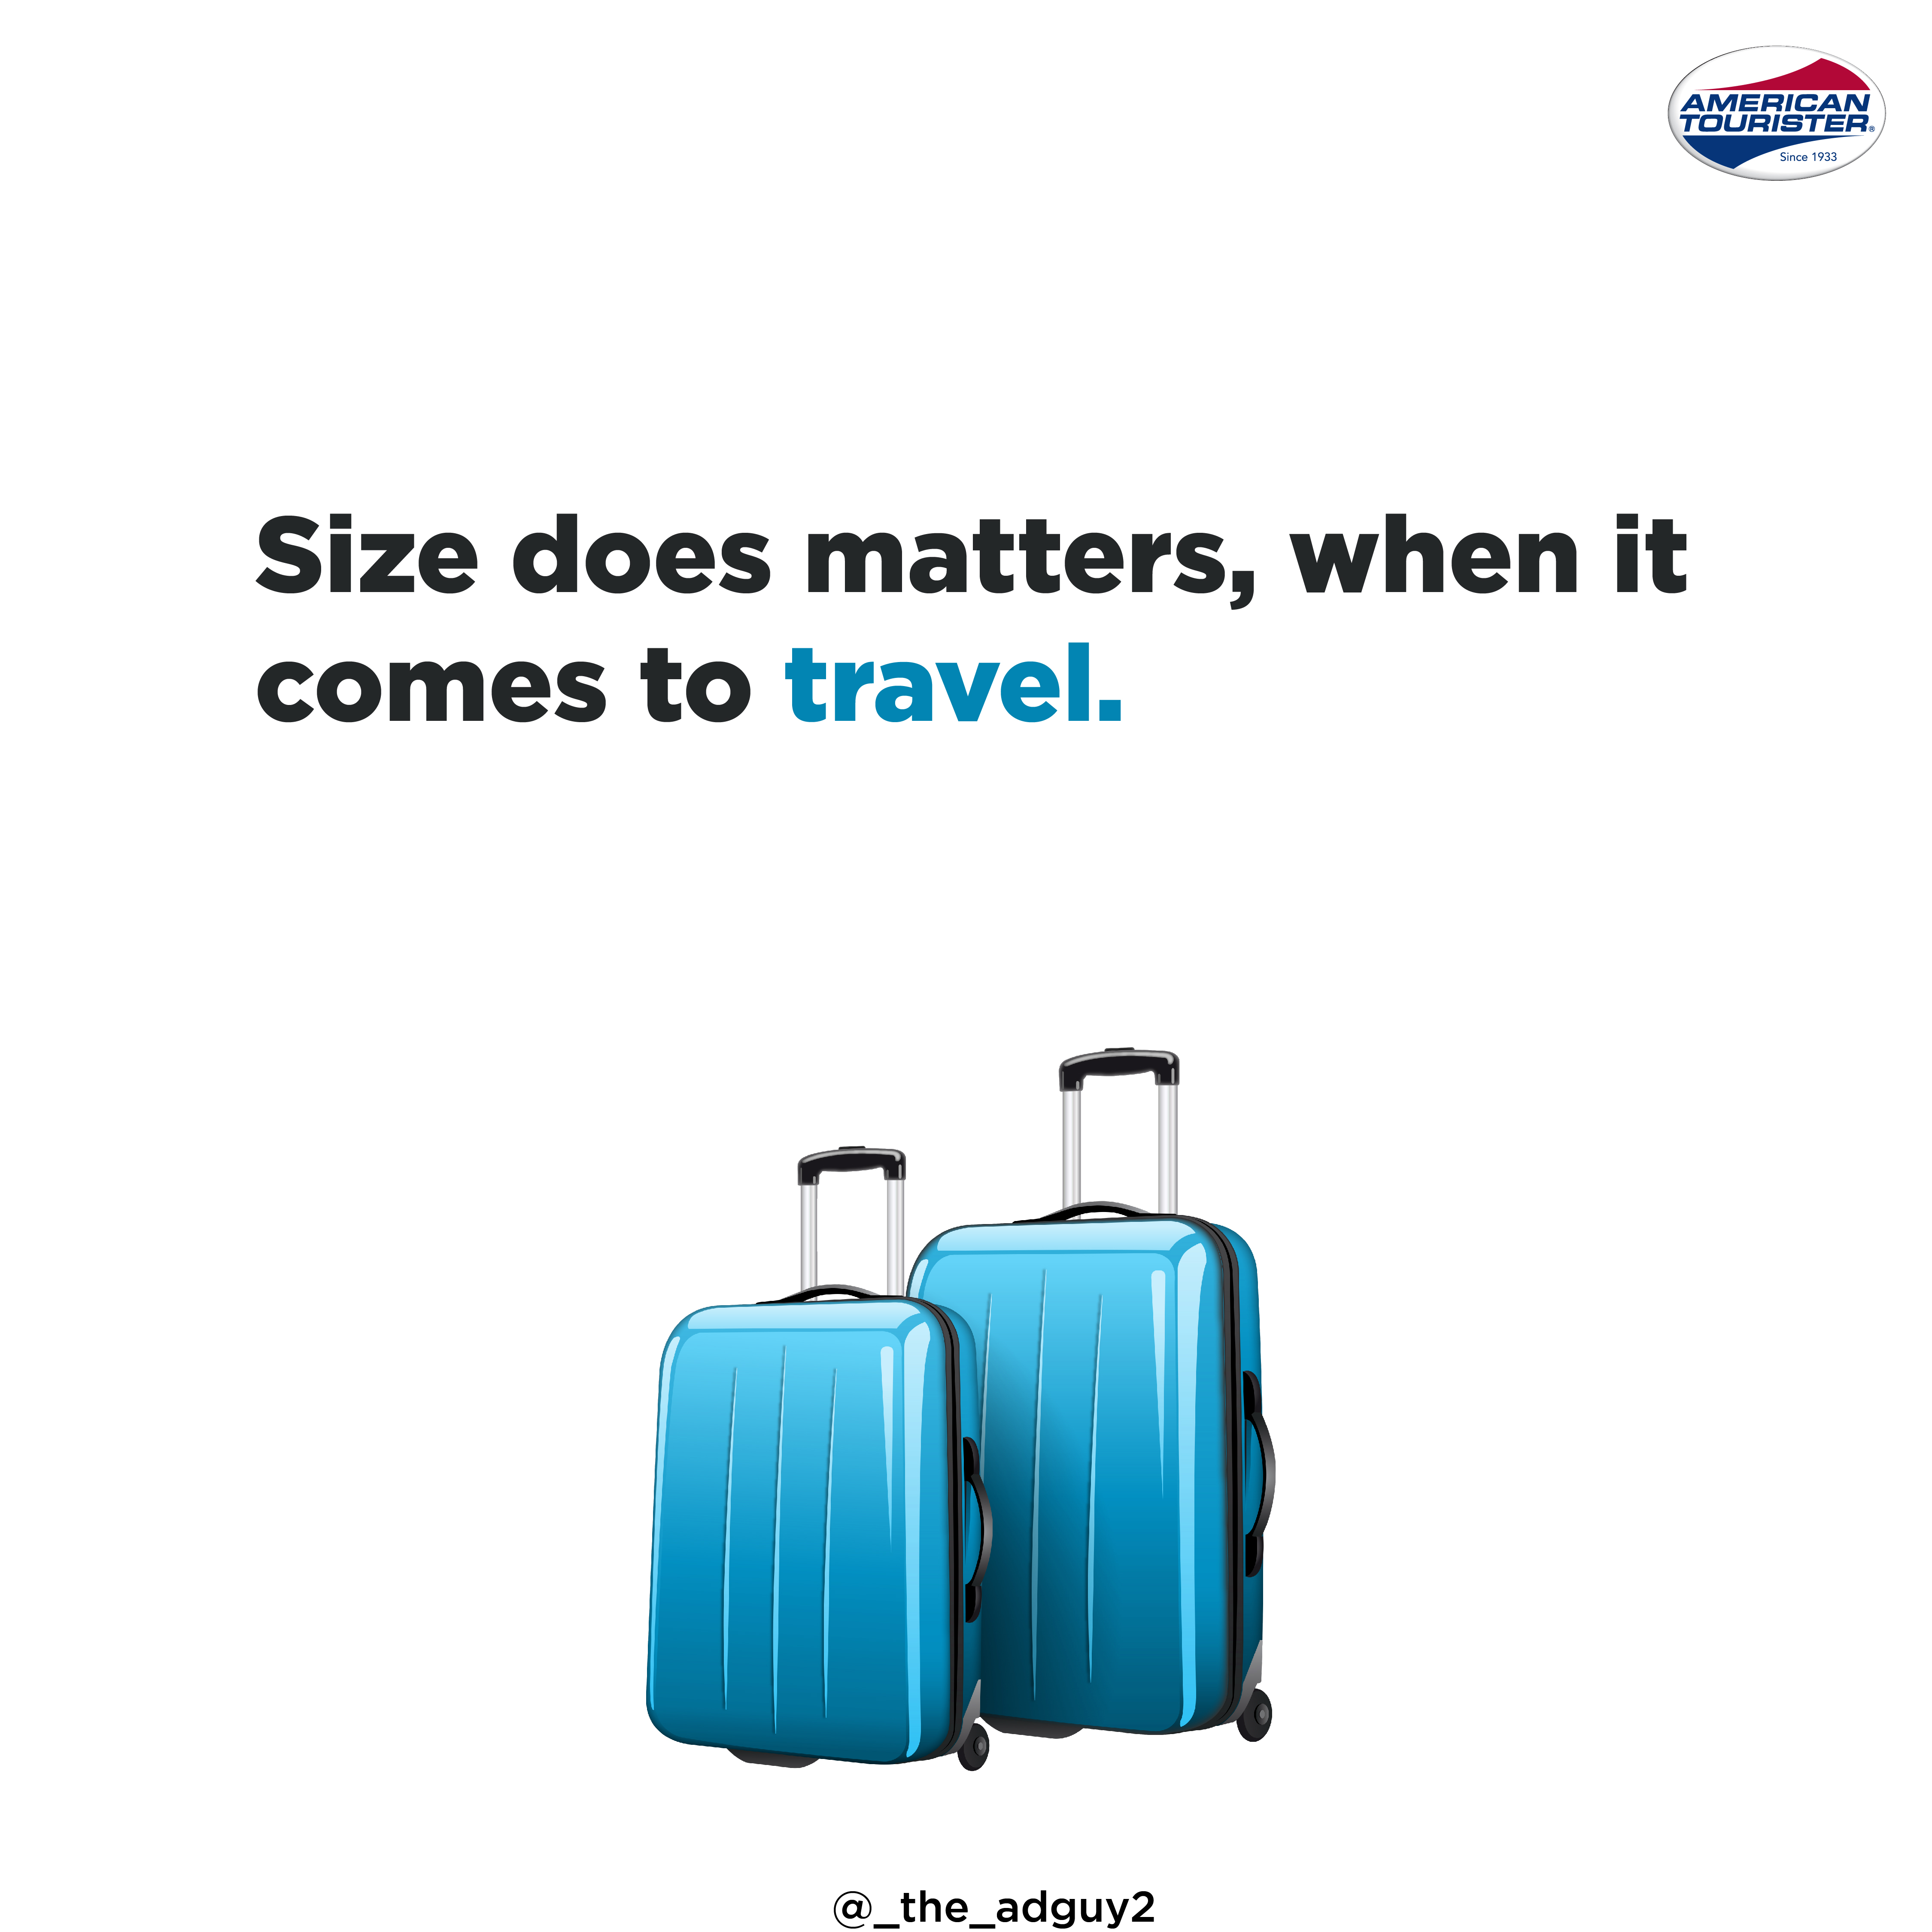 AMERICAN
TOURISTER®
Since 1933
Size does matters, when it
comes to travel.
@_the_adguy2